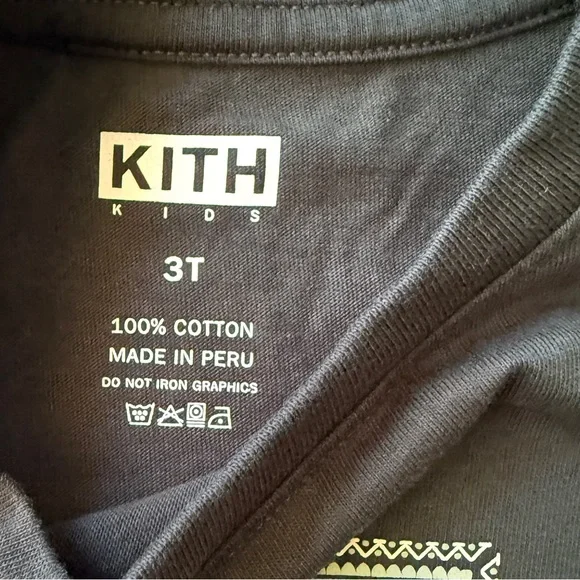 KITH
KIDS
3T
100% COTTON
MADE IN PERU
DO NOT IRON GRAPHICS